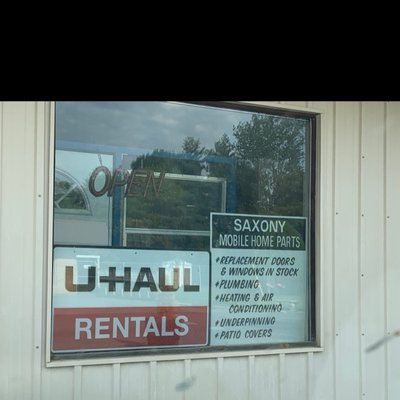 OPEN
U-HAUL
RENTALS
SAXONY
MOBILE HOME PARTS
• REPLACEMENT DOORS
& WINDOWS IN STOCK
• PLUMBING
• HEATING & AIR
CONDITIONING
• UNDERPINNING
• PATIO COVERS